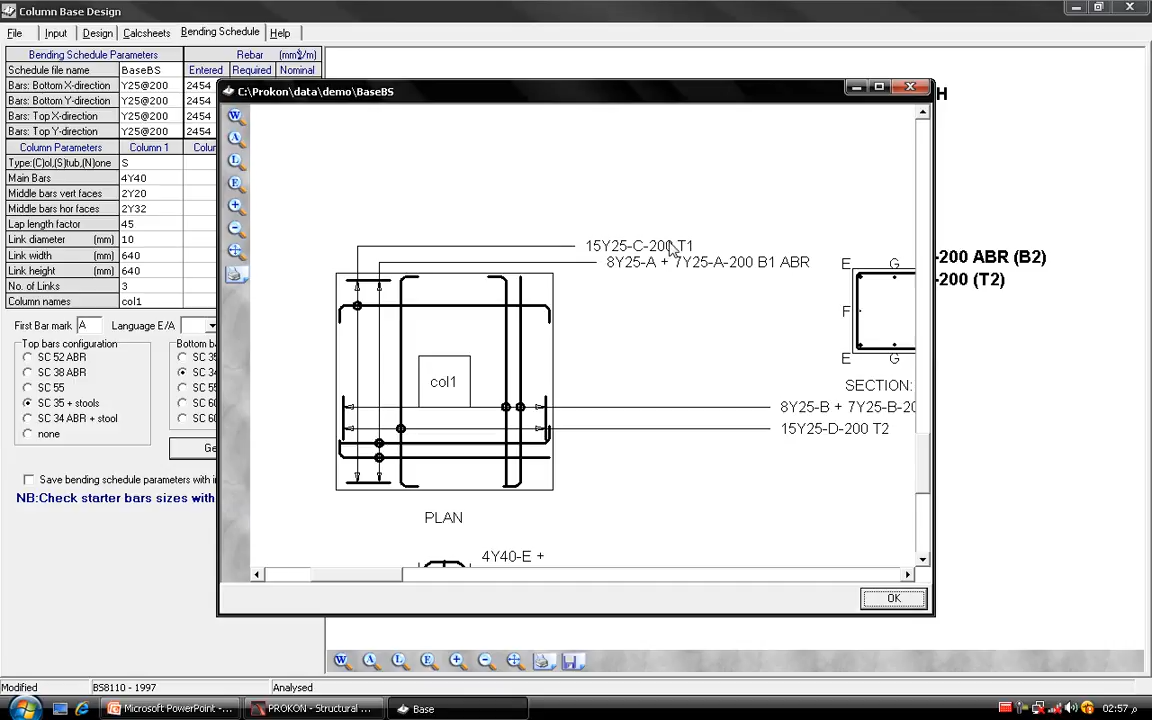 Column Base Design
File Input Design Calcsheets Bending Schedule Help
Bending Schedule Parameters Rebar (mm²/m)
Schedule file name BaseBS Entered Required Nominal
Bars: Bottom X-direction Y25@200 2454
Bars: Bottom Y-direction Y25@200 2454
Bars: Top X-direction Y25@200 2454
Bars: Top Y-direction Y25@200 2454
Column Parameters Column 1
Type:(C)ol,(S)tub,(N)one S
Main Bars 4Y40
Middle bars vert faces 2Y20
Middle bars hor faces 2Y32
Lap length factor 45
Link diameter (mm) 10
Link width (mm) 640
Link height (mm) 640
No. of Links 3
Column names col1
First Bar mark A Language E/A
Top bars configuration
SC 52 ABR
SC 38 ABR
SC 55
SC 35 + stools
SC 34 ABR + stool
none
Save bending schedule parameters with in
NB:Check starter bars sizes with
C:\Prokon\data\demo\BaseBS
W
A
L
E
15Y25-C-200 T1
8Y25-A + 7Y25-A-200 B1 ABR
col1
PLAN
4Y40-E +
E G
F
E G
SECTION:
8Y25-B + 7Y25-B-20
15Y25-D-200 T2
OK
H
-200 ABR (B2)
-200 (T2)
W A L E
Modified BS8110 - 1997 Analysed
Microsoft PowerPoint -... PROKON - Structural ... Base 02:57 م